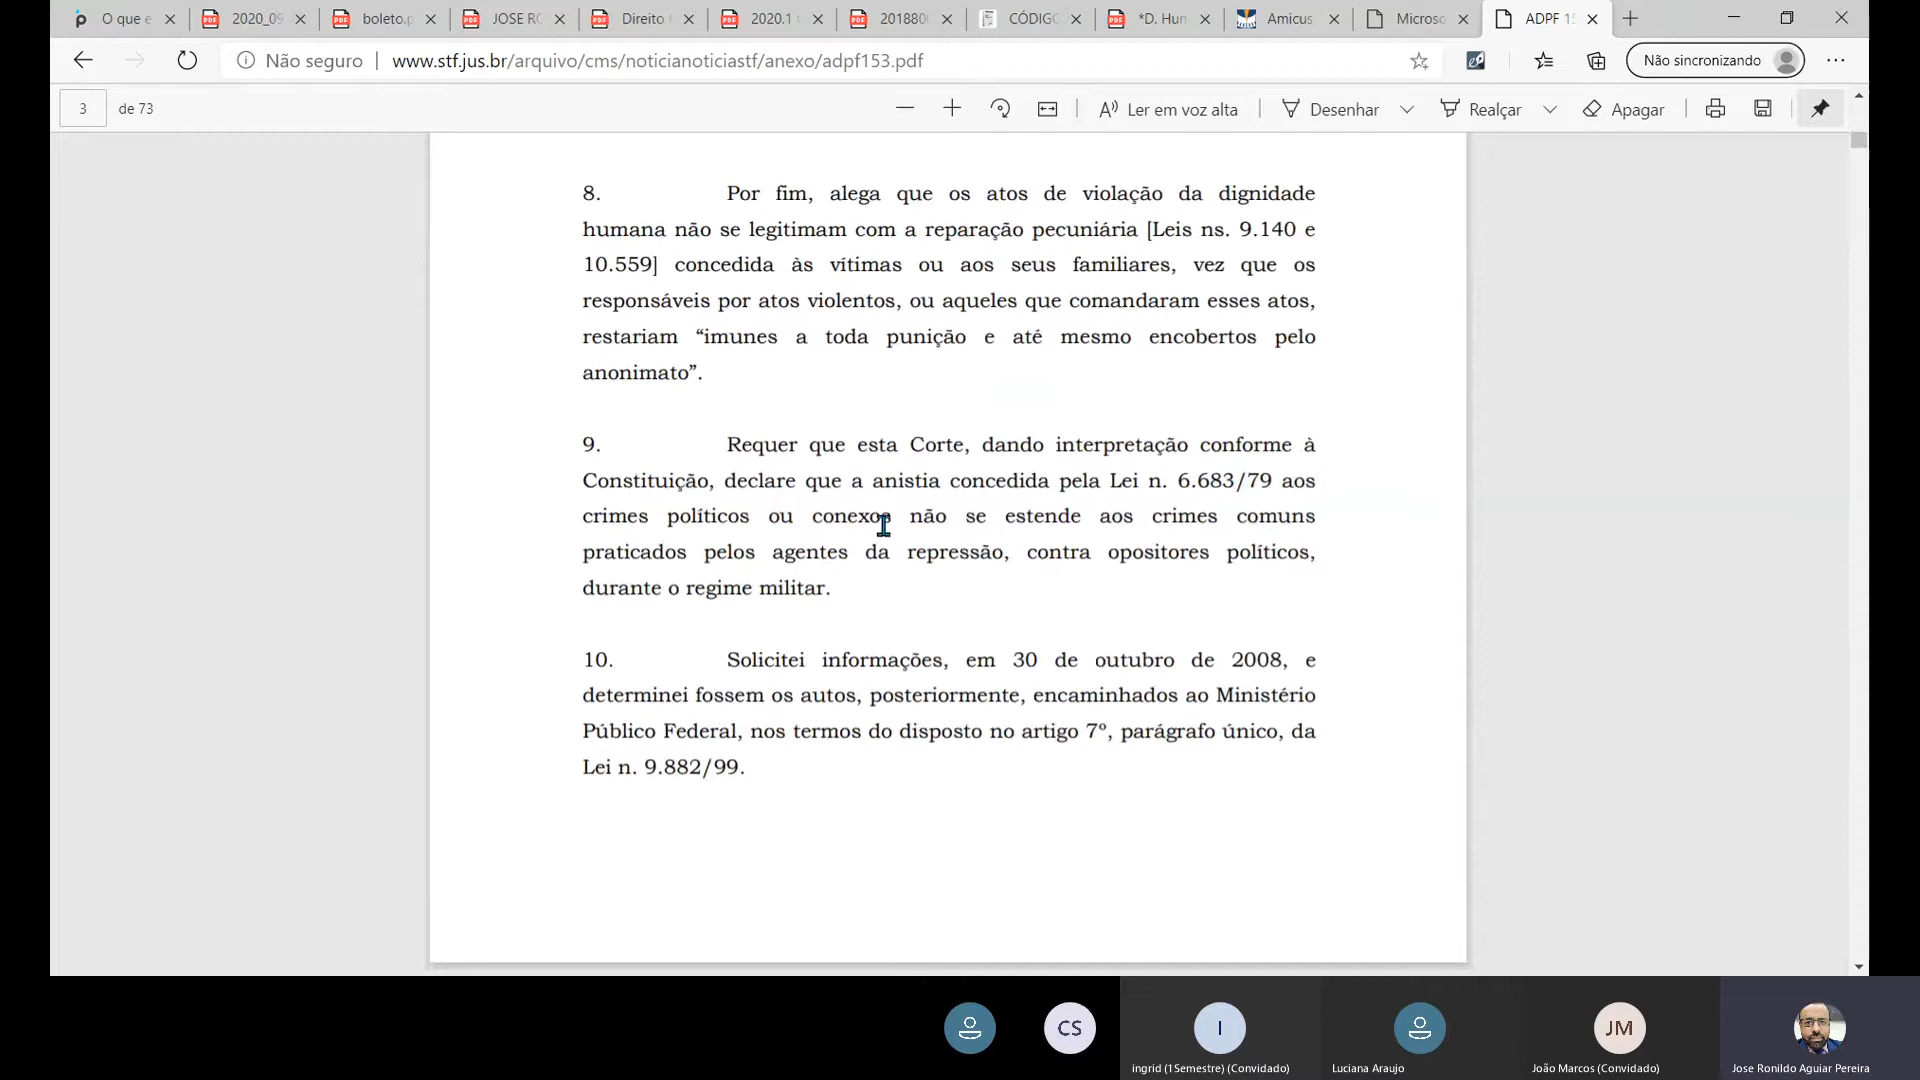 O que e
2020_09
boleto.p
JOSE RO
Direito
2020.1
201880
CÓDIGO
*D. Hum
Amicus
Microso
ADPF 15
Não seguro
www.stf.jus.br/arquivo/cms/noticianoticiastf/anexo/adpf153.pdf
Não sincronizando
3 de 73
Ler em voz alta
Desenhar
Realçar
Apagar
8. Por fim, alega que os atos de violação da dignidade
humana não se legitimam com a reparação pecuniária [Leis ns. 9.140 e
10.559] concedida às vítimas ou aos seus familiares, vez que os
responsáveis por atos violentos, ou aqueles que comandaram esses atos,
restariam “imunes a toda punição e até mesmo encobertos pelo
anonimato”.
9. Requer que esta Corte, dando interpretação conforme à
Constituição, declare que a anistia concedida pela Lei n. 6.683/79 aos
crimes políticos ou conexos não se estende aos crimes comuns
praticados pelos agentes da repressão, contra opositores políticos,
durante o regime militar.
10. Solicitei informações, em 30 de outubro de 2008, e
determinei fossem os autos, posteriormente, encaminhados ao Ministério
Público Federal, nos termos do disposto no artigo 7º, parágrafo único, da
Lei n. 9.882/99.
CS
I
JM
ingrid (1Semestre) (Convidado)
Luciana Araujo
João Marcos (Convidado)
Jose Ronildo Aguiar Pereira